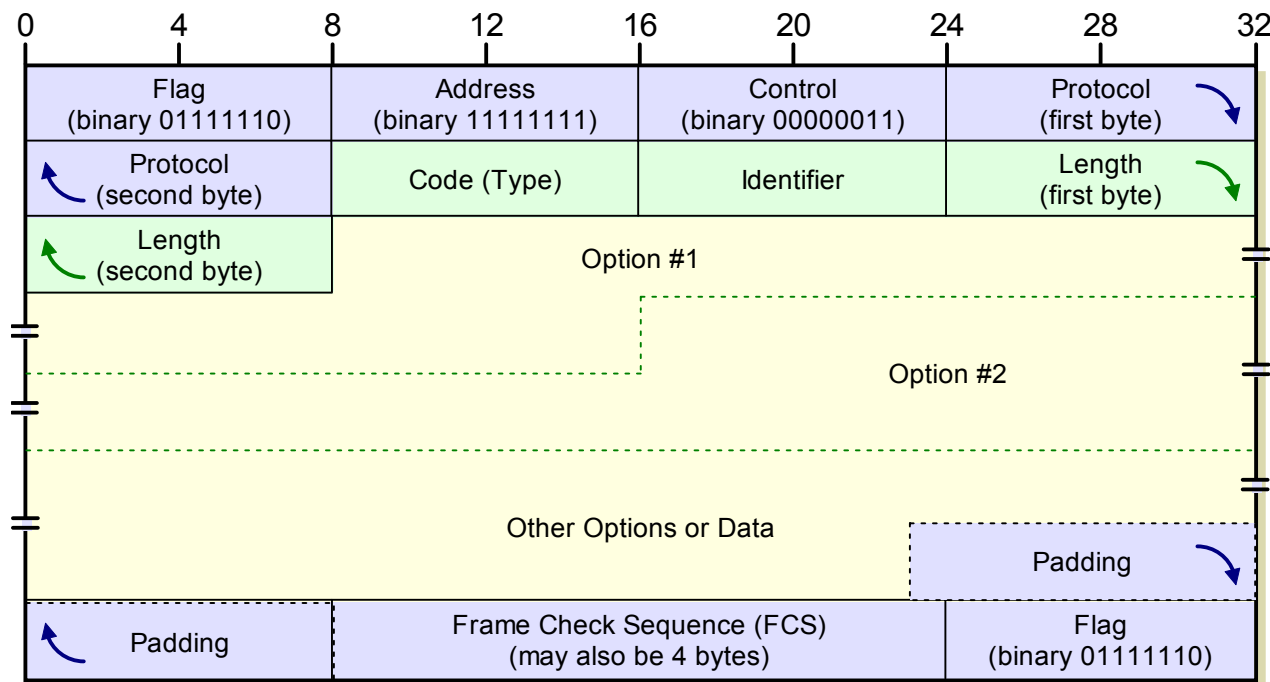 0 4 8 12 16 20 24 28 32
Flag Address Control Protocol
(binary 01111110) (binary 11111111) (binary 00000011) (first byte)
Protocol Code (Type) Identifier Length
(second byte) (first byte)
Length
(second byte)
Option #1
Option #2
Other Options or Data
Padding
Padding Frame Check Sequence (FCS) Flag
(may also be 4 bytes) (binary 01111110)